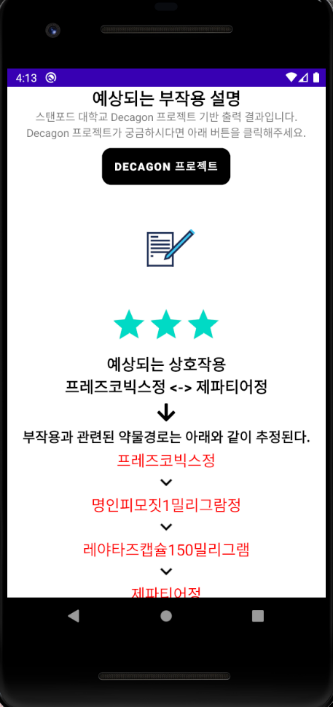 4:13
예상되는 부작용 설명
스탠포드 대학교 Decagon 프로젝트 기반 출력 결과입니다.
Decagon 프로젝트가 궁금하시다면 아래 버튼을 클릭해주세요.
DECAGON 프로젝트
예상되는 상호작용
프레즈코빅스정 <-> 제파티어정
부작용과 관련된 약물경로는 아래와 같이 추정된다.
프레즈코빅스정
명인피모짓1밀리그람정
레야타즈캡슐150밀리그램
제파티어정